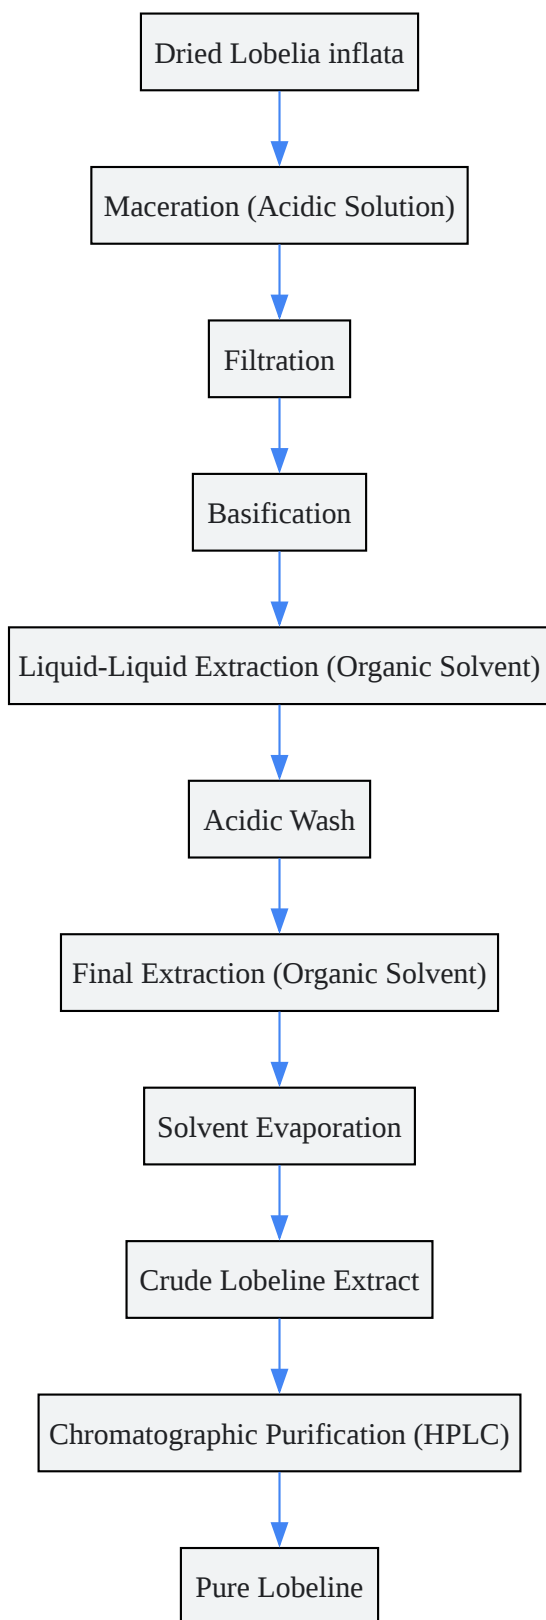 Dried Lobelia inflata
Maceration (Acidic Solution)
Filtration
Basification
Liquid-Liquid Extraction (Organic Solvent)
Acidic Wash
Final Extraction (Organic Solvent)
Solvent Evaporation
Crude Lobeline Extract
Chromatographic Purification (HPLC)
Pure Lobeline